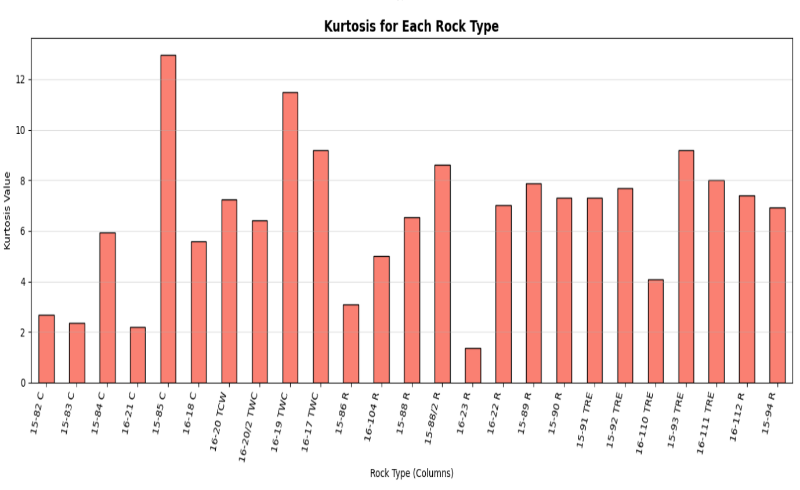 Kurtosis for Each Rock Type
Kurtosis Value
12
10
8
6
4
2
0
15-82 C
15-83 C
15-84 C
16-21 C
15-85 C
16-18 C
16-20 TCW
16-20/2 TWC
16-19 TWC
16-17 TWC
15-86 R
16-104 R
15-88 R
15-88/2 R
16-23 R
16-22 R
15-89 R
15-90 R
15-91 TRE
15-92 TRE
16-110 TRE
15-93 TRE
16-111 TRE
16-112 R
15-94 R
Rock Type (Columns)